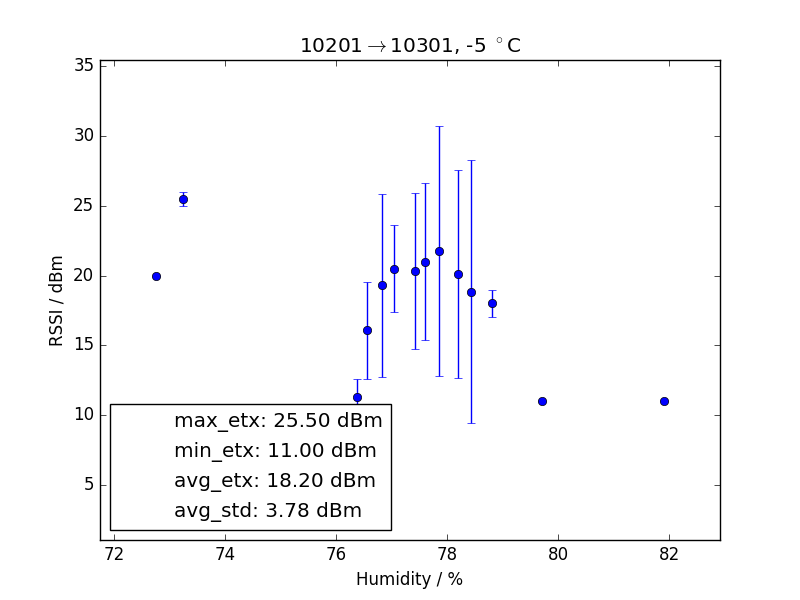 10201→10301, -5 °C
35
30
25
20
15
10
5
RSSI / dBm
max_etx: 25.50 dBm
min_etx: 11.00 dBm
avg_etx: 18.20 dBm
avg_std: 3.78 dBm
72 74 76 78 80 82
Humidity / %